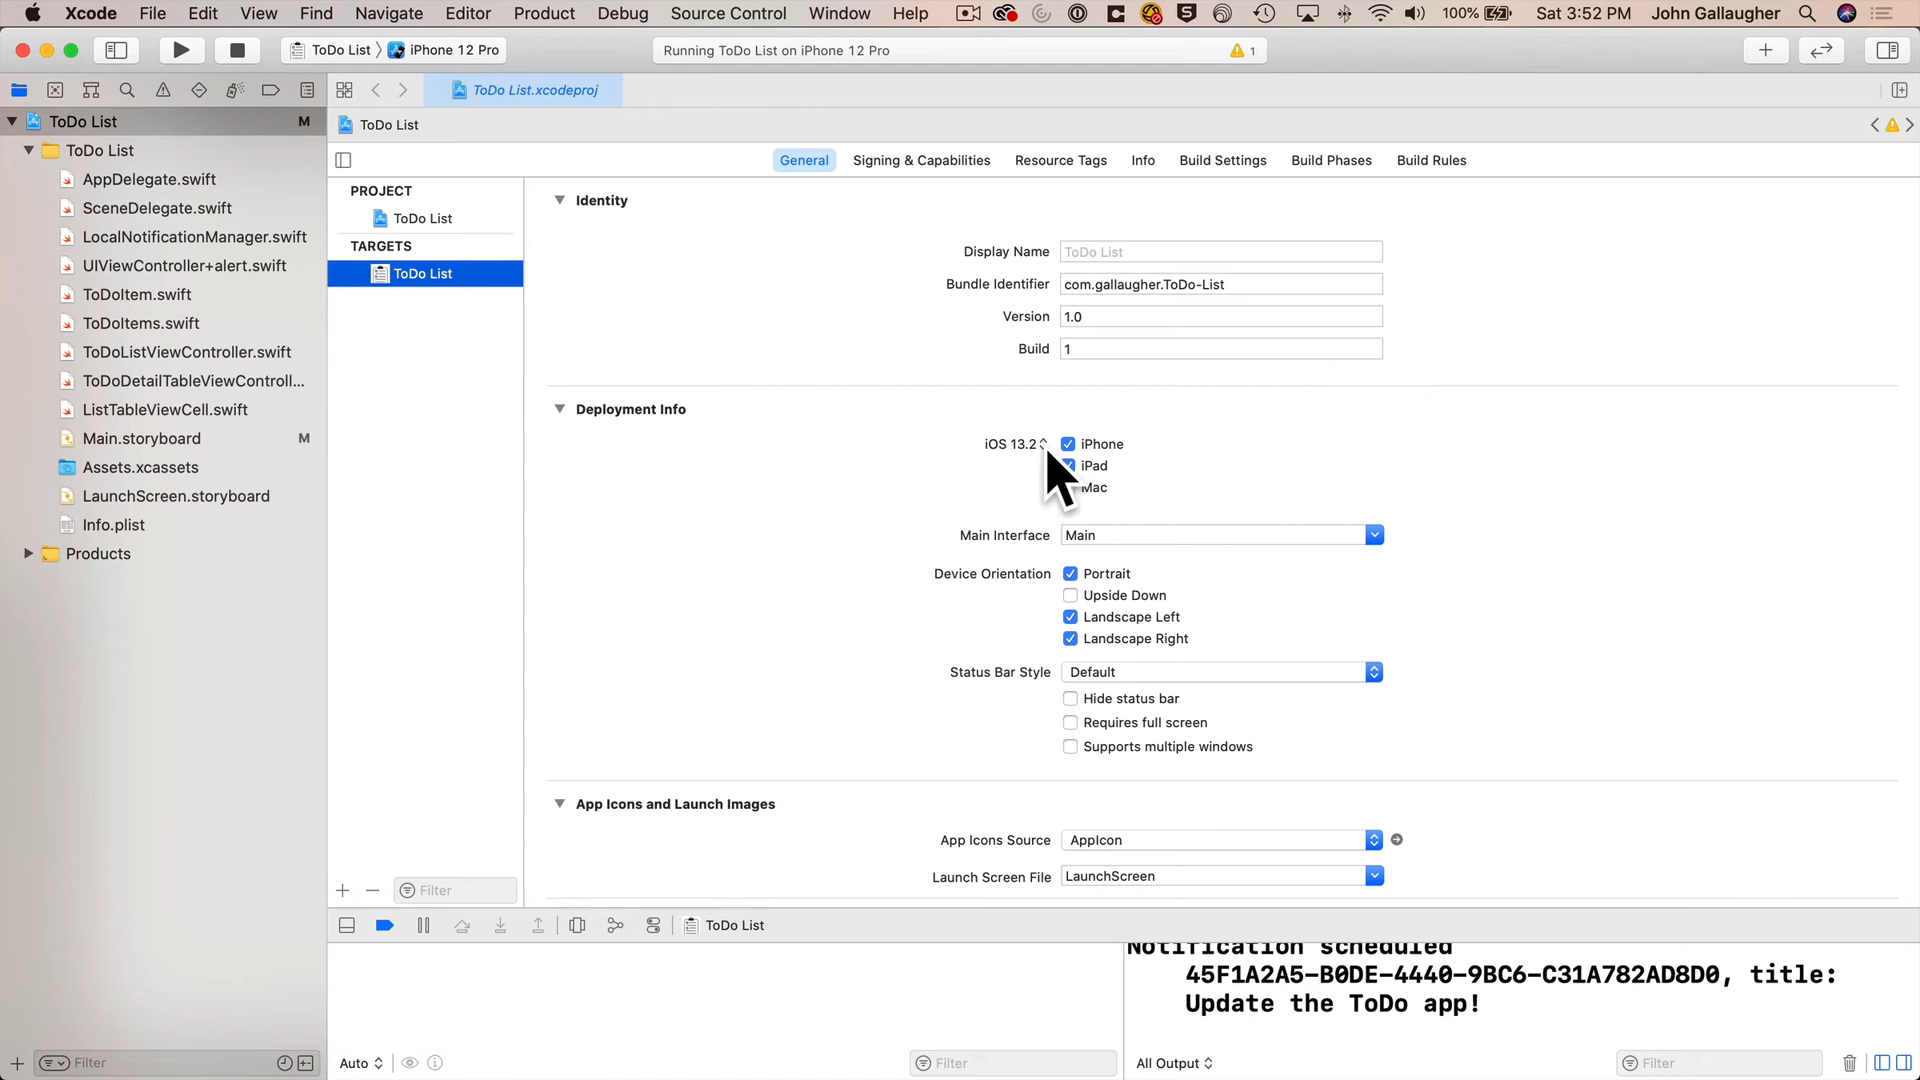 Xcode File Edit View Find Navigate Editor Product Debug Source Control Window Help 100% Sat 3:52 PM John Gallaugher
ToDo List iPhone 12 Pro Running ToDo List on iPhone 12 Pro 1
ToDo List.xcodeproj
ToDo List M
ToDo List
AppDelegate.swift
SceneDelegate.swift
LocalNotificationManager.swift
UIViewController+alert.swift
ToDoItem.swift
ToDoItems.swift
ToDoListViewController.swift
ToDoDetailTableViewControll...
ListTableViewCell.swift
Main.storyboard M
Assets.xcassets
LaunchScreen.storyboard
Info.plist
Products
Filter
ToDo List
General Signing & Capabilities Resource Tags Info Build Settings Build Phases Build Rules
PROJECT
ToDo List
TARGETS
ToDo List
Filter
Identity
Display Name ToDo List
Bundle Identifier com.gallaugher.ToDo-List
Version 1.0
Build 1
Deployment Info
iOS 13.2 iPhone
iPad
Mac
Main Interface Main
Device Orientation Portrait
Upside Down
Landscape Left
Landscape Right
Status Bar Style Default
Hide status bar
Requires full screen
Supports multiple windows
App Icons and Launch Images
App Icons Source AppIcon
Launch Screen File LaunchScreen
ToDo List
Notification scheduled
45F1A2A5-B0DE-4440-9BC6-C31A782AD8D0, title:
Update the ToDo app!
Auto Filter All Output Filter